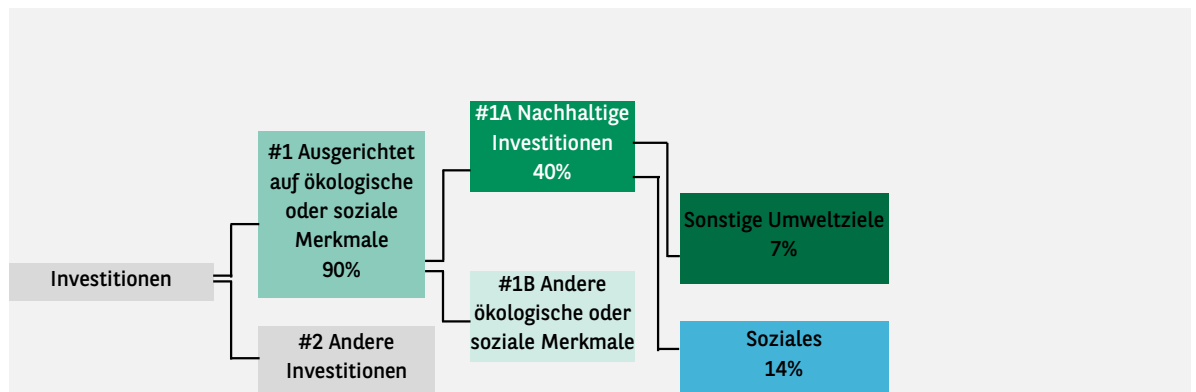 Investitionen
#1 Ausgerichtet
auf ökologische
oder soziale
Merkmale
90%
#2 Andere
Investitionen
#1A Nachhaltige
Investitionen
40%
#1B Andere
ökologische oder
soziale Merkmale
Sonstige Umweltziele
7%
Soziales
14%